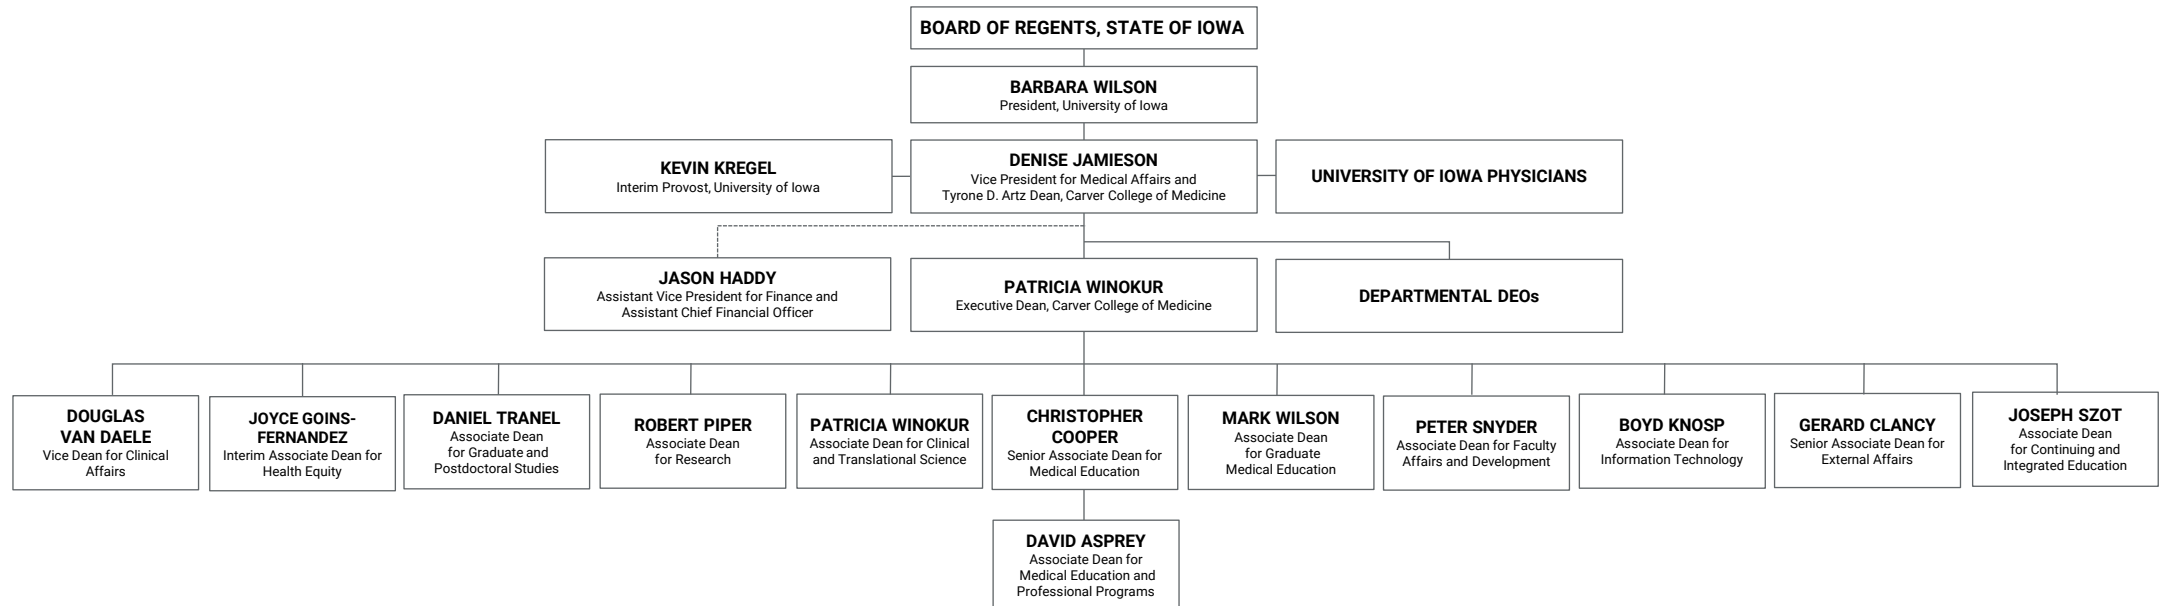 BOARD OF REGENTS, STATE OF IOWA
BARBARA WILSON
President, University of Iowa
KEVIN KREGEL
Interim Provost, University of Iowa
DENISE JAMIESON
Vice President for Medical Affairs and
Tyrone D. Artz Dean, Carver College of Medicine
UNIVERSITY OF IOWA PHYSICIANS
JASON HADDY
Assistant Vice President for Finance and
Assistant Chief Financial Officer
PATRICIA WINOKUR
Executive Dean, Carver College of Medicine
DEPARTMENTAL DEOs
DOUGLAS
VAN DAELE
Vice Dean for Clinical
Affairs
JOYCE GOINS-
FERNANDEZ
Interim Associate Dean for
Health Equity
DANIEL TRANEL
Associate Dean
for Graduate and
Postdoctoral Studies
ROBERT PIPER
Associate Dean
for Research
PATRICIA WINOKUR
Associate Dean for Clinical
and Translational Science
CHRISTOPHER
COOPER
Senior Associate Dean for
Medical Education
MARK WILSON
Associate Dean
for Graduate
Medical Education
PETER SNYDER
Associate Dean for Faculty
Affairs and Development
BOYD KNOSP
Associate Dean for
Information Technology
GERARD CLANCY
Senior Associate Dean for
External Affairs
JOSEPH SZOT
Associate Dean
for Continuing and
Integrated Education
DAVID ASPREY
Associate Dean for
Medical Education and
Professional Programs